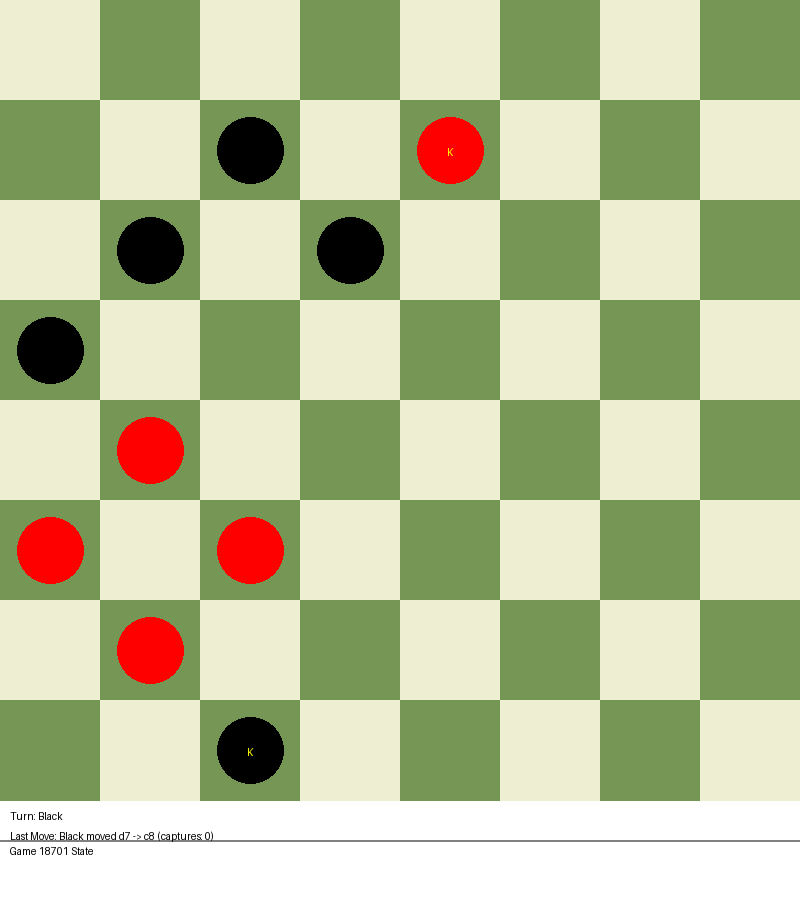 K
K
Turn: Black
Last Move: Black moved d7 -> c8 (captures: 0)
Game 18701 State